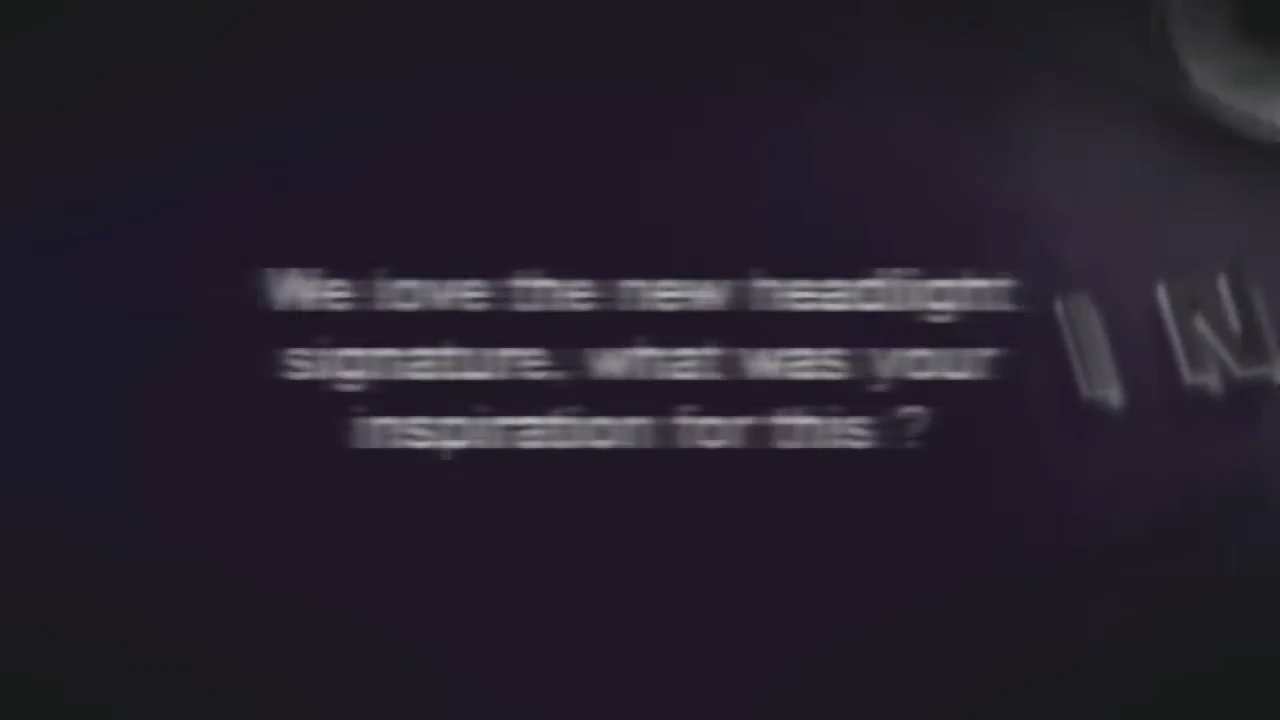 We love the new headlight
signature, what was your
inspiration for this ?